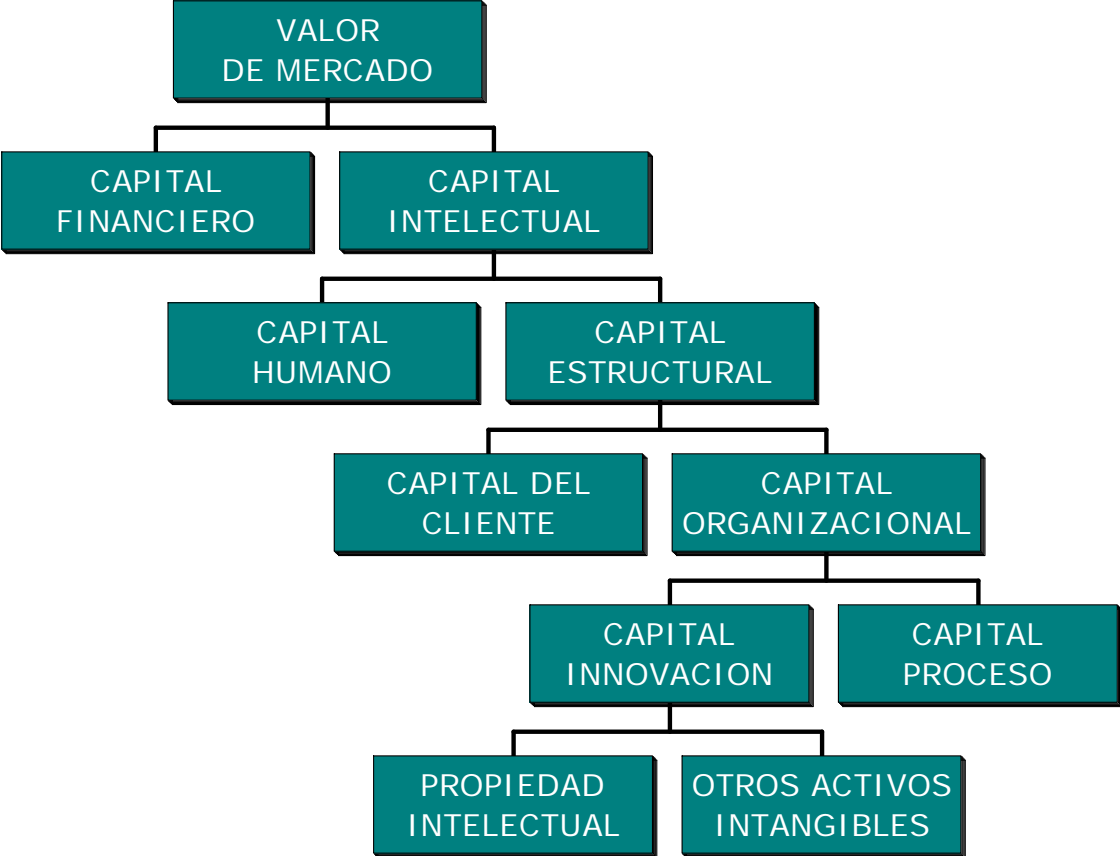 VALOR
DE MERCADO
CAPITAL
FINANCIERO
CAPITAL
INTELECTUAL
CAPITAL
HUMANO
CAPITAL
ESTRUCTURAL
CAPITAL DEL
CLIENTE
CAPITAL
ORGANIZACIONAL
CAPITAL
INNOVACION
CAPITAL
PROCESO
PROPIEDAD
INTELECTUAL
OTROS ACTIVOS
INTANGIBLES